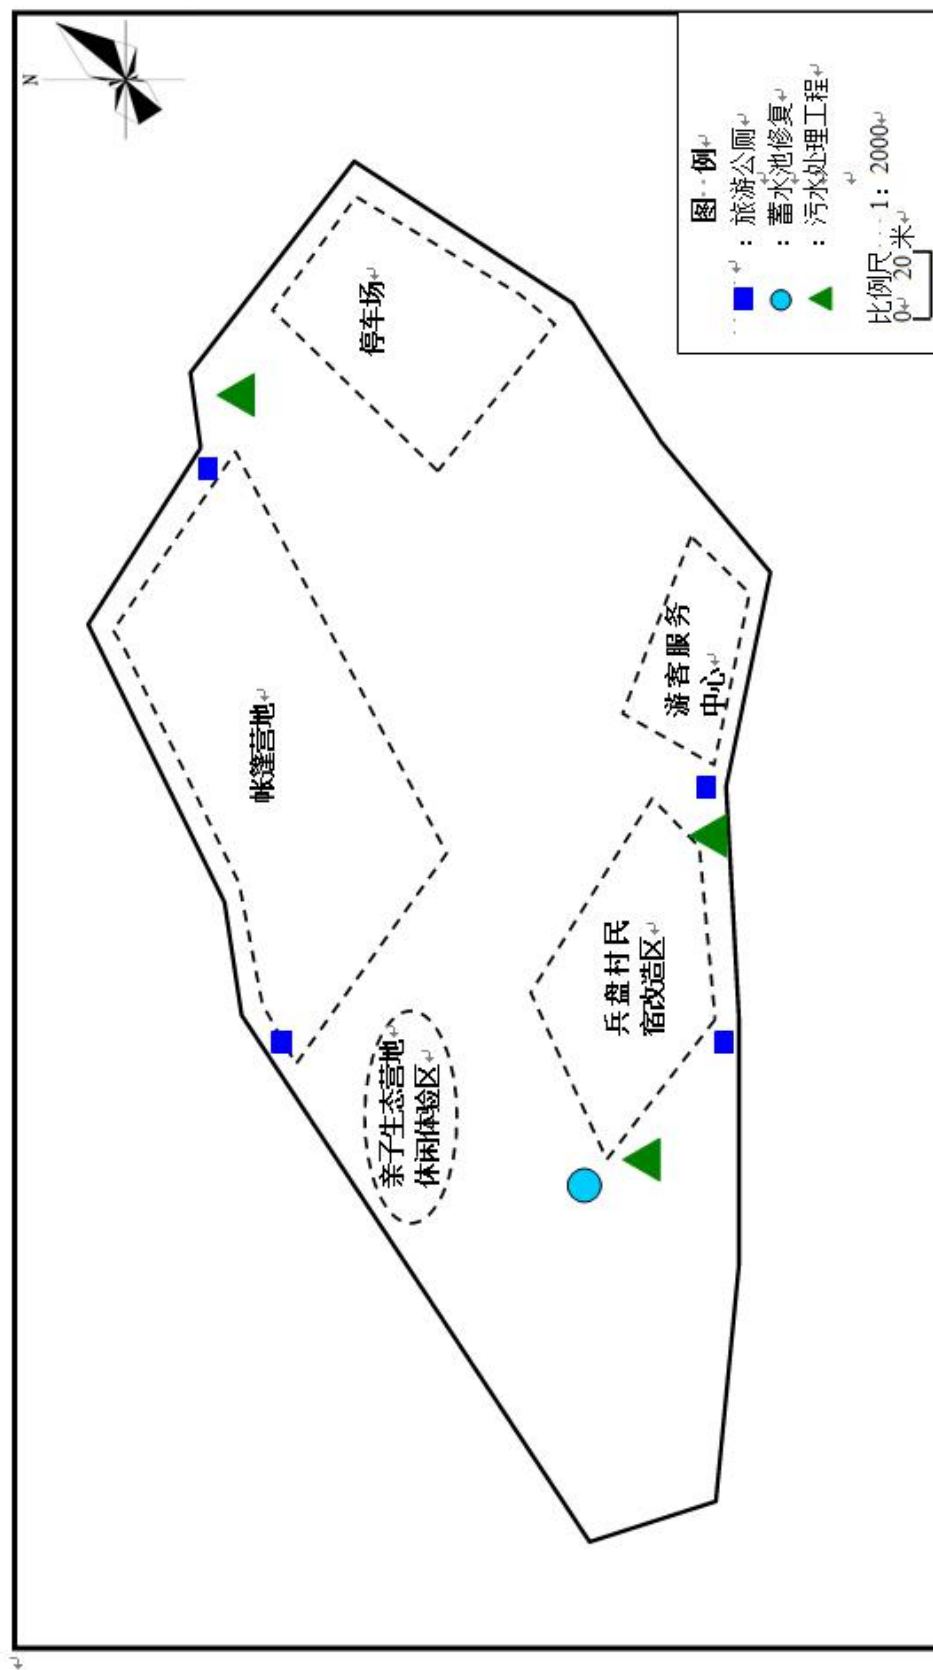 N
停车场
帐篷营地
游客服务
中心
兵盘村民
宿改造区
亲子生态营地
休闲体验区
图 例
：旅游公厕
：蓄水池修复
：污水处理工程
比例尺 1：2000
0 20 米